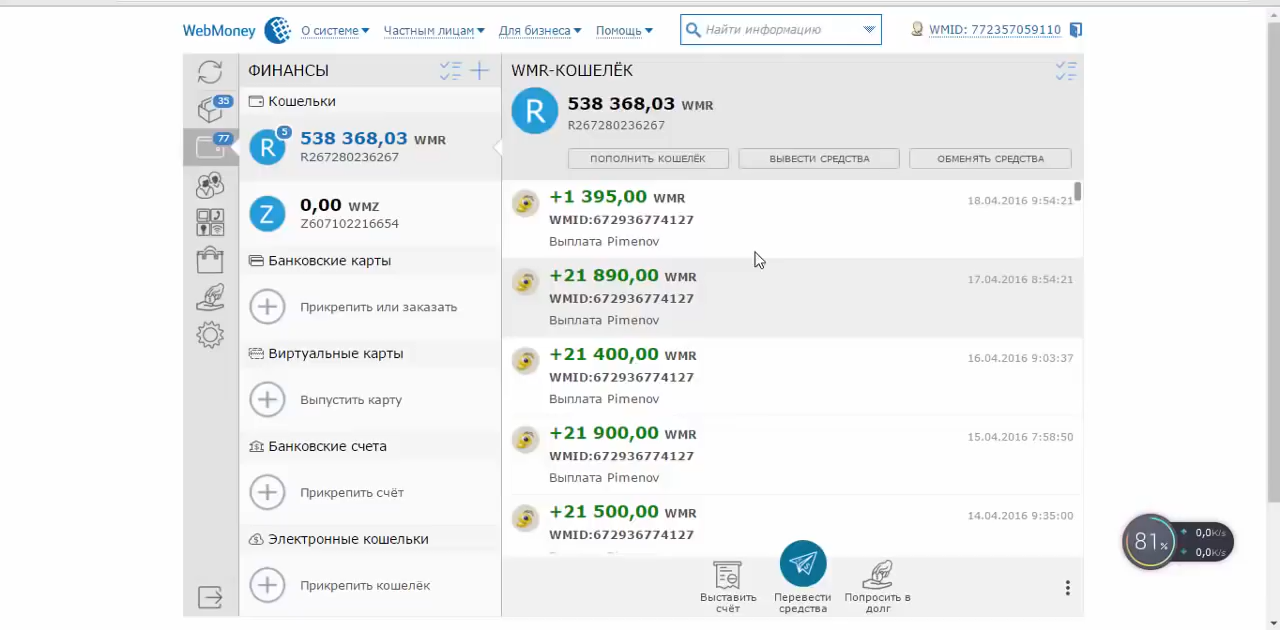 WebMoney О системе Частным лицам Для бизнеса Помощь Найти информацию WMID: 772357059110
ФИНАНСЫ
35
77
Кошельки
R 5 538 368,03 WMR
R267280236267
Z 0,00 WMZ
Z607102216654
Банковские карты
Прикрепить или заказать
Виртуальные карты
Выпустить карту
Банковские счета
Прикрепить счёт
Электронные кошельки
Прикрепить кошелёк
WMR-КОШЕЛЁК
R 538 368,03 WMR
R267280236267
ПОПОЛНИТЬ КОШЕЛЁК ВЫВЕСТИ СРЕДСТВА ОБМЕНЯТЬ СРЕДСТВА
+1 395,00 WMR 18.04.2016 9:54:21
WMID:672936774127
Выплата Pimenov
+21 890,00 WMR 17.04.2016 8:54:21
WMID:672936774127
Выплата Pimenov
+21 400,00 WMR 16.04.2016 9:03:37
WMID:672936774127
Выплата Pimenov
+21 900,00 WMR 15.04.2016 7:58:50
WMID:672936774127
Выплата Pimenov
+21 500,00 WMR 14.04.2016 9:35:00
WMID:672936774127
Выставить счёт
Перевести средства
Попросить в долг
81%
0,0K/s
0,0K/s